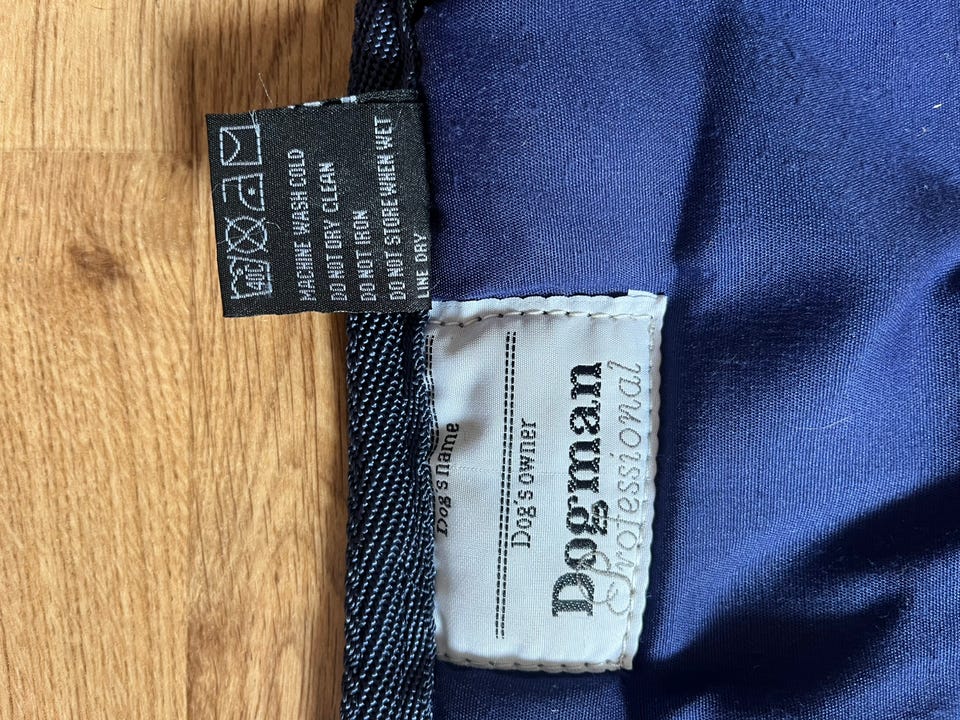 40°
MACHINE WASH COLD
DO NOT DRY CLEAN
DO NOT IRON
DO NOT STORE WHEN WET
LINE DRY
Dog's name
Dog's owner
Dogman
Professional